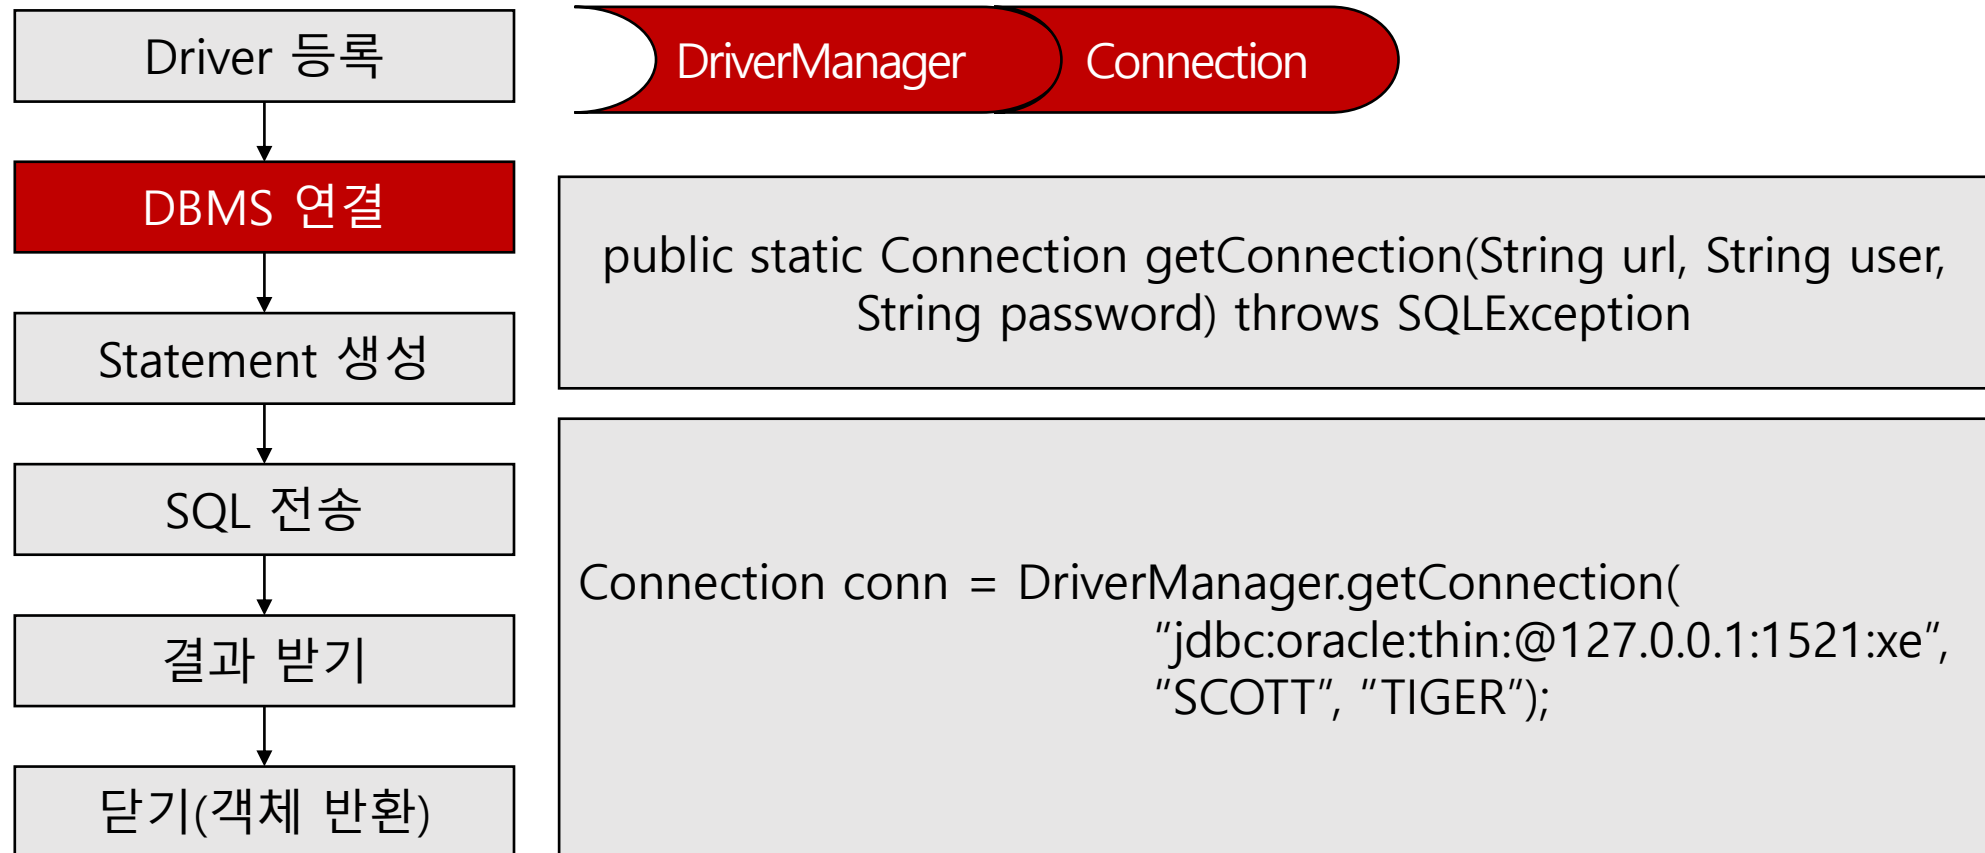 Driver 등록
DBMS 연결
Statement 생성
SQL 전송
결과 받기
닫기(객체 반환)
DriverManager
Connection
public static Connection getConnection(String url, String user,
String password) throws SQLException
Connection conn = DriverManager.getConnection(
“jdbc:oracle:thin:@127.0.0.1:1521:xe”,
“SCOTT”, “TIGER”);